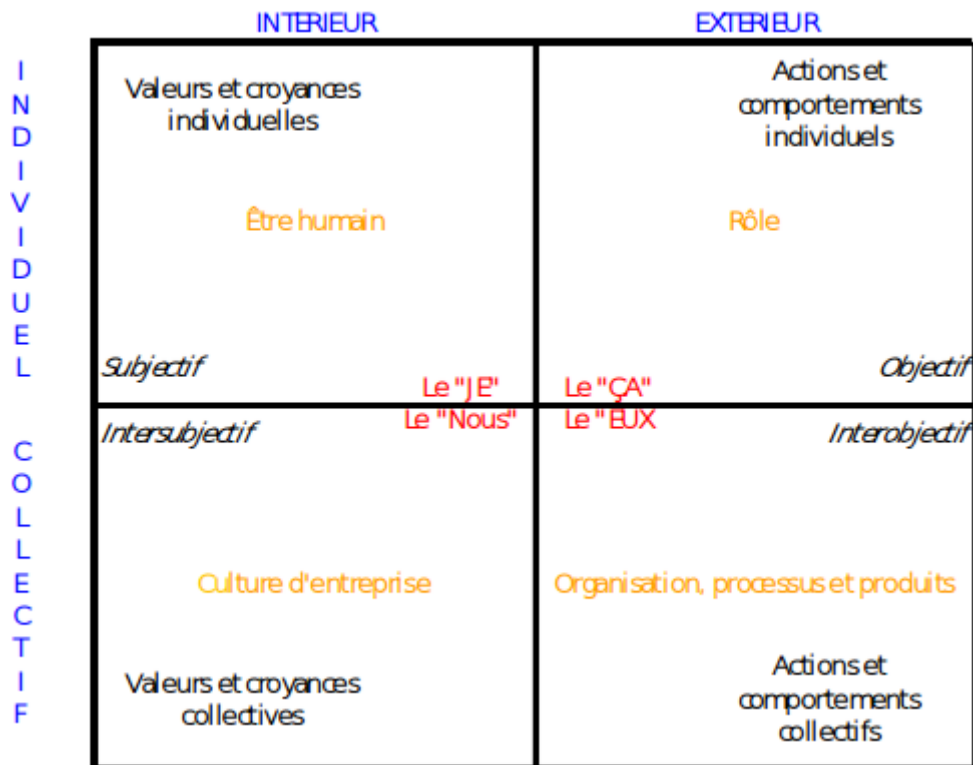 INTERIEUR
EXTERIEUR
INDIVIDUEL
Valeurs et croyances
individuelles
Être humain
Subjectif
Le "JE"
Actions et
comportements
individuels
Rôle
Objectif
Le "ÇA"
COLLECTIF
Intersubjectif
Le "Nous"
Culture d'entreprise
Valeurs et croyances
collectives
Le "EUX
Interobjectif
Organisation, processus et produits
Actions et
comportements
collectifs